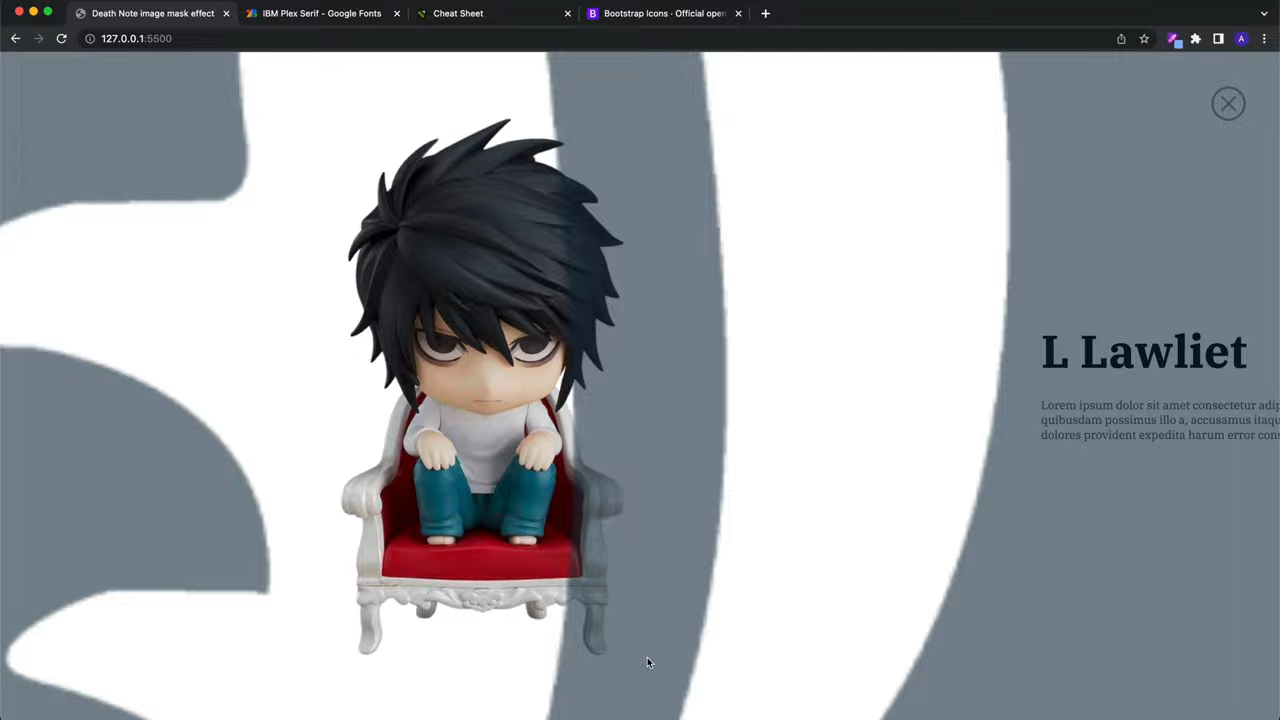 Death Note image mask effect
IBM Plex Serif - Google Fonts
Cheat Sheet
B
Bootstrap Icons · Official open
127.0.0.1:5500
A
L Lawliet
Lorem ipsum dolor sit amet consectetur adip
quibusdam possimus illo a, accusamus itaqu
dolores provident expedita harum error cons